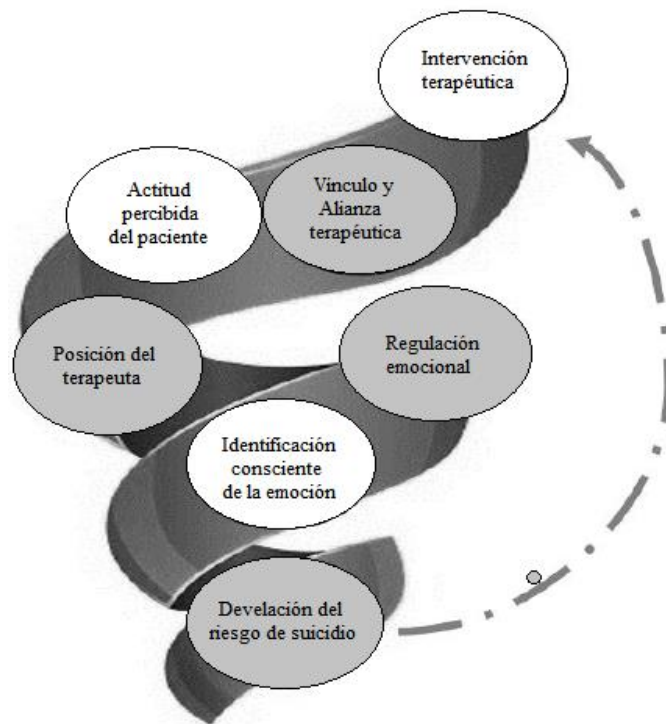 Intervención
terapéutica
Actitud
percibida
del paciente
Vínculo y
Alianza
terapéutica
Posición del
terapeuta
Regulación
emocional
Identificación
consciente
de la emoción
Develación del
riesgo de suicidio